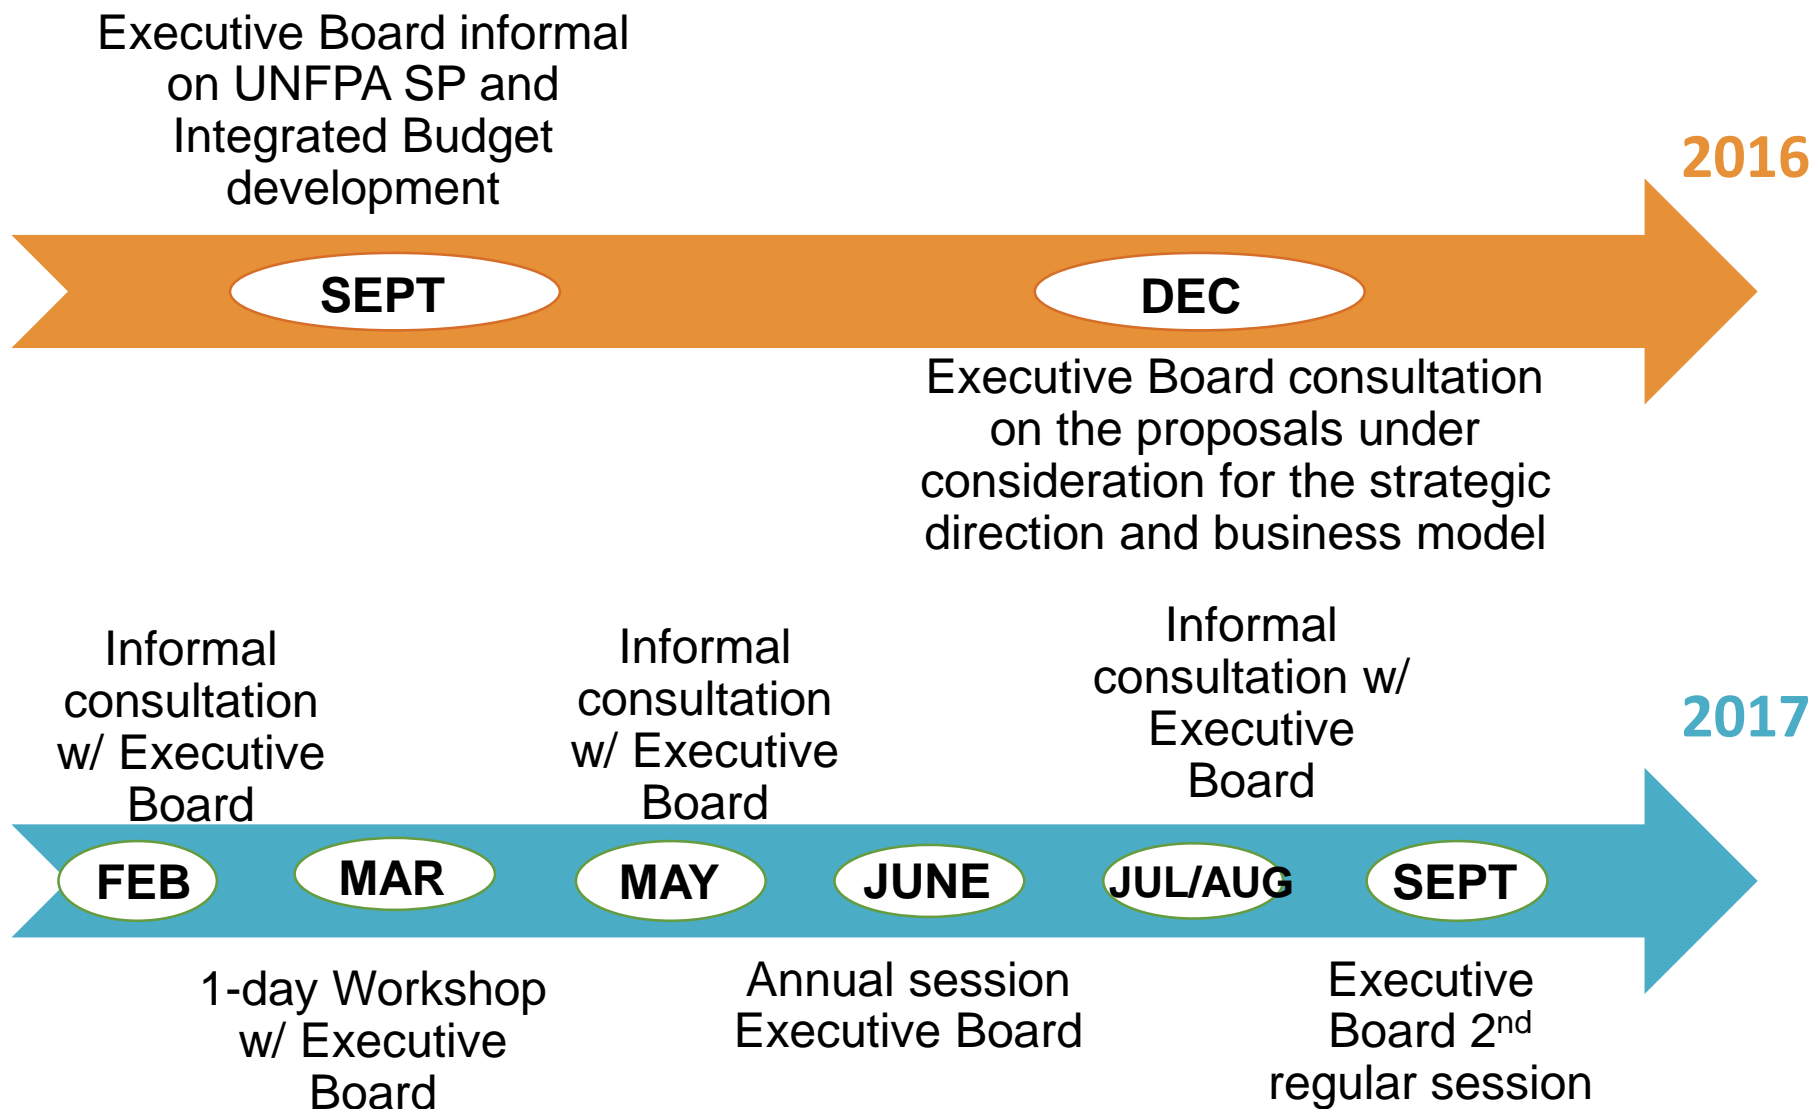 Executive Board informal
on UNFPA SP and
Integrated Budget
development
2016
SEPT
DEC
Executive Board consultation
on the proposals under
consideration for the strategic
direction and business model
Informal
consultation
w/ Executive
Board
Informal
consultation
w/ Executive
Board
Informal
consultation w/
Executive
Board
2017
FEB
MAR
MAY
JUNE
JUL/AUG
SEPT
1-day Workshop
w/ Executive
Board
Annual session
Executive Board
Executive
Board 2nd
regular session